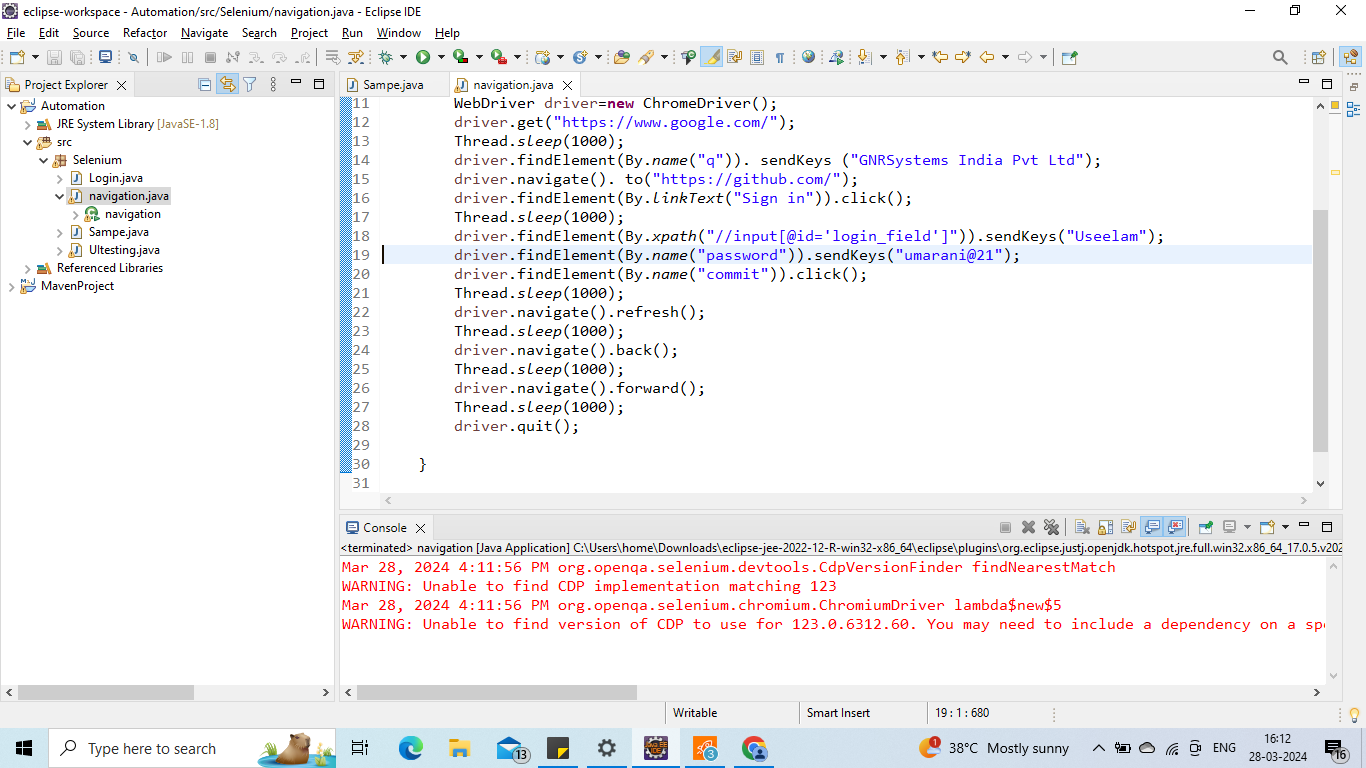 eclipse-workspace - Automation/src/Selenium/navigation.java - Eclipse IDE
File Edit Source Refactor Navigate Search Project Run Window Help
Project Explorer
Automation
JRE System Library [JavaSE-1.8]
src
Selenium
Login.java
navigation.java
navigation
Sampe.java
UItesting.java
Referenced Libraries
MavenProject
Sampe.java navigation.java
11 WebDriver driver=new ChromeDriver();
12 driver.get("https://www.google.com/");
13 Thread.sleep(1000);
14 driver.findElement(By.name("q")). sendKeys ("GNRSystems India Pvt Ltd");
15 driver.navigate(). to("https://github.com/");
16 driver.findElement(By.linkText("Sign in")).click();
17 Thread.sleep(1000);
18 driver.findElement(By.xpath("//input[@id='login_field']")).sendKeys("Useelam");
19 driver.findElement(By.name("password")).sendKeys("umarani@21");
20 driver.findElement(By.name("commit")).click();
21 Thread.sleep(1000);
22 driver.navigate().refresh();
23 Thread.sleep(1000);
24 driver.navigate().back();
25 Thread.sleep(1000);
26 driver.navigate().forward();
27 Thread.sleep(1000);
28 driver.quit();
29
30 }
31
Console
<terminated> navigation [Java Application] C:\Users\home\Downloads\eclipse-jee-2022-12-R-win32-x86_64\eclipse\plugins\org.eclipse.justj.openjdk.hotspot.jre.full.win32.x86_64_17.0.5.v202
Mar 28, 2024 4:11:56 PM org.openqa.selenium.devtools.CdpVersionFinder findNearestMatch
WARNING: Unable to find CDP implementation matching 123
Mar 28, 2024 4:11:56 PM org.openqa.selenium.chromium.ChromiumDriver lambda$new$5
WARNING: Unable to find version of CDP to use for 123.0.6312.60. You may need to include a dependency on a spe
Writable Smart Insert 19 : 1 : 680
Type here to search
13
3
1
38°C Mostly sunny
ENG
16:12
28-03-2024
16